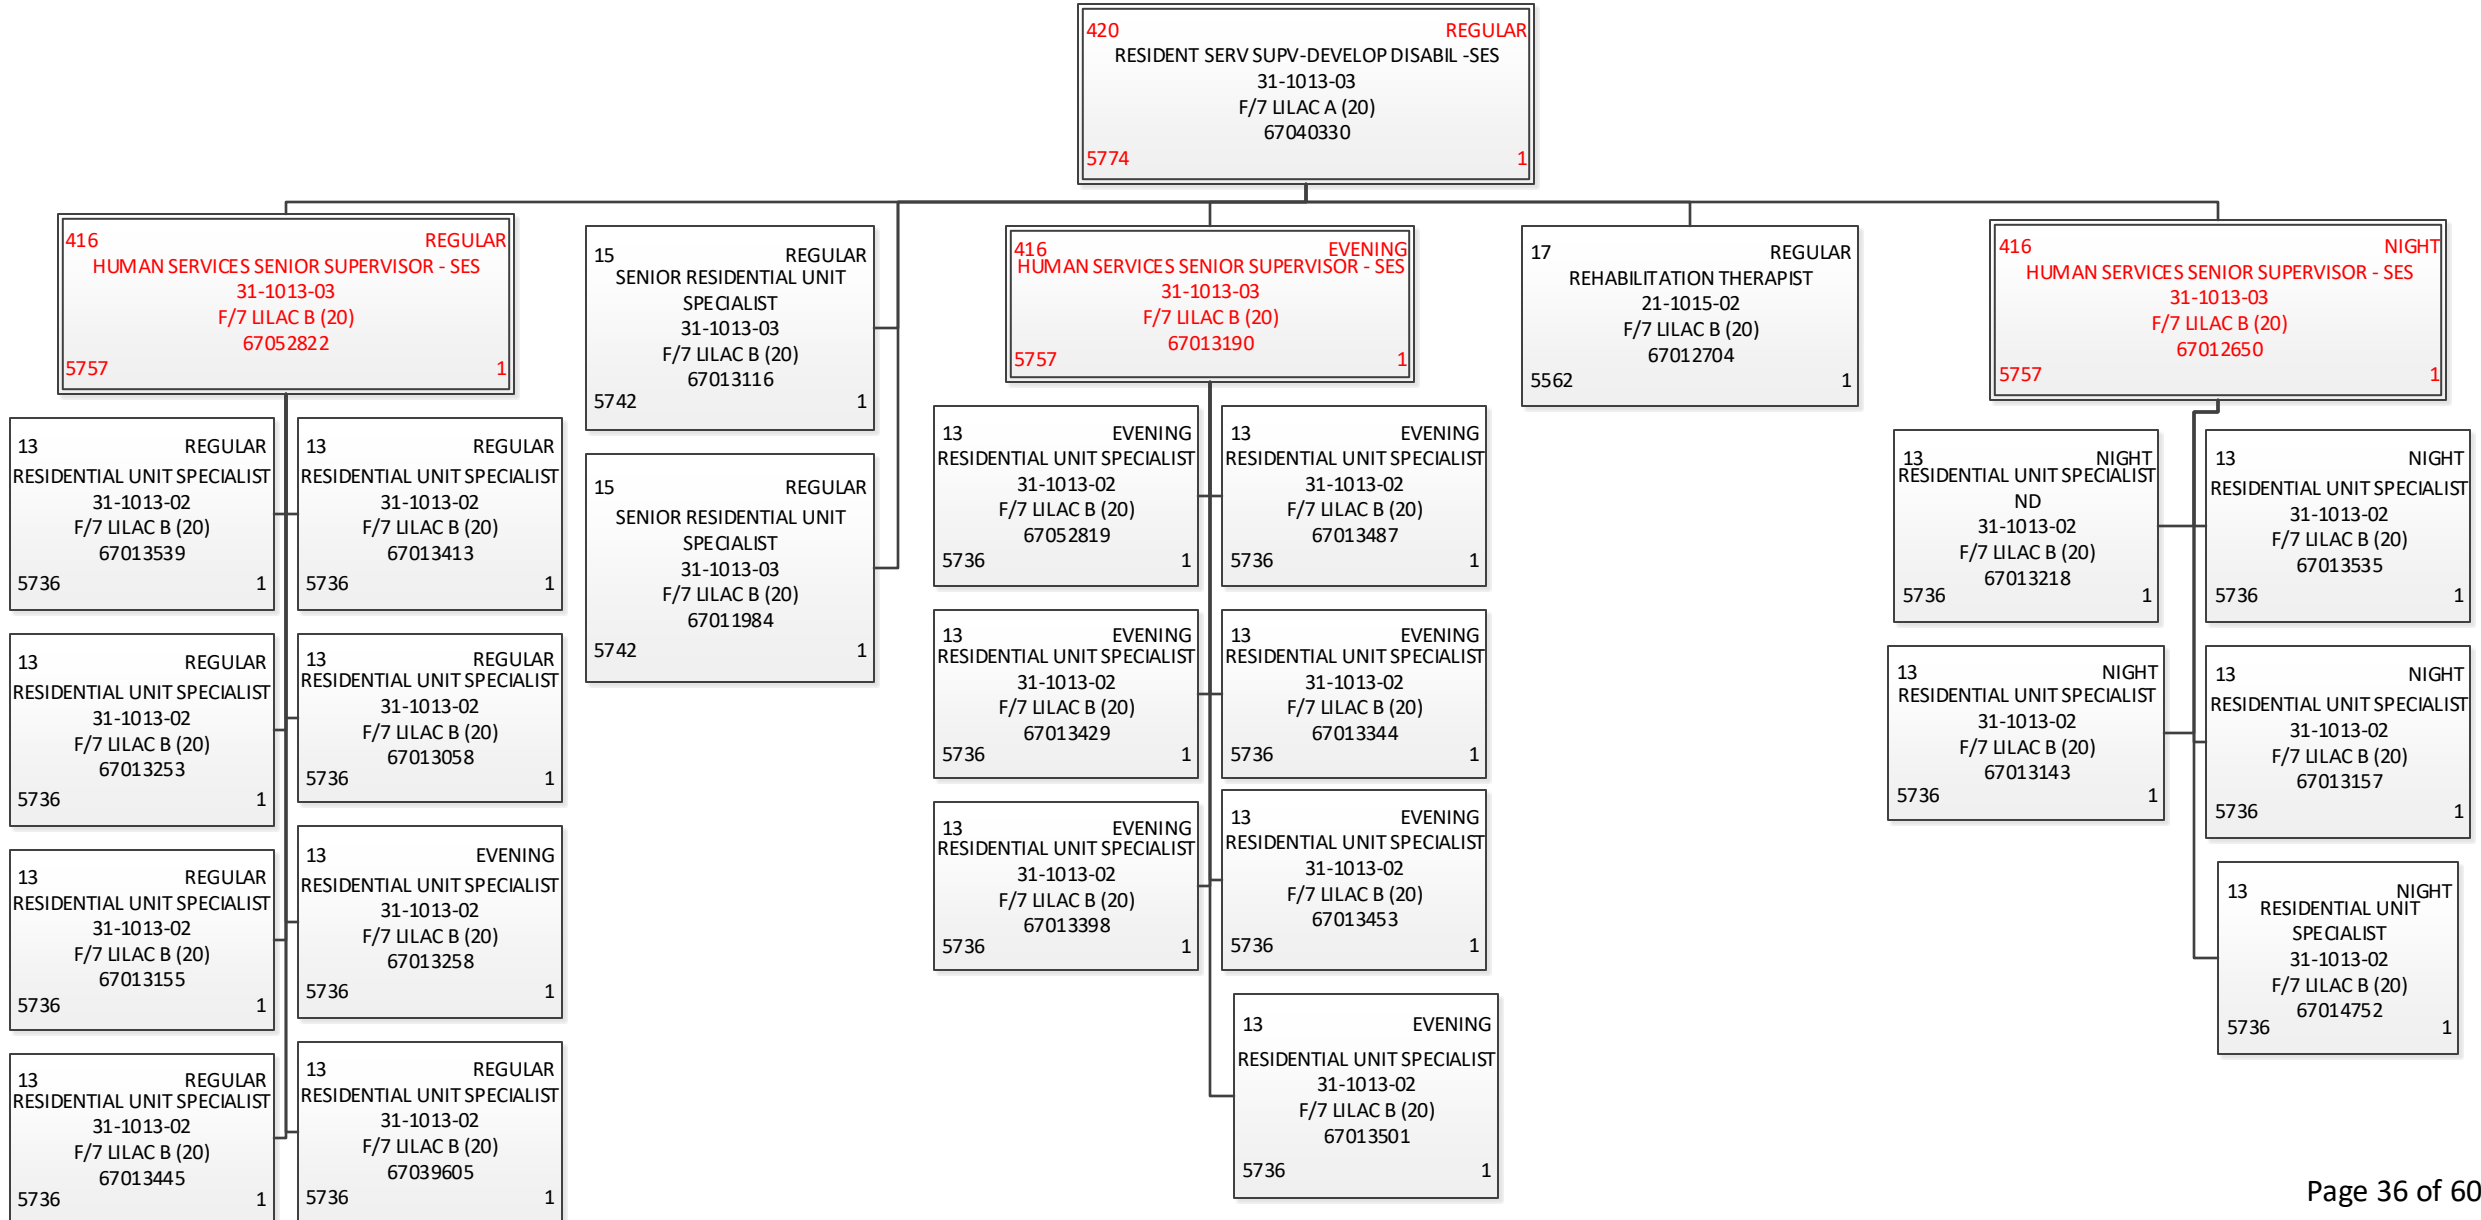 420 REGULAR
RESIDENT SERV SUPV-DEVELOP DISABIL -SES
31-1013-03
F/7 LILAC A (20)
67040330
5774 1
416 REGULAR
HUMAN SERVICES SENIOR SUPERVISOR - SES
31-1013-03
F/7 LILAC B (20)
67052822
5757 1
13 REGULAR
RESIDENTIAL UNIT SPECIALIST
31-1013-02
F/7 LILAC B (20)
67013539
5736 1
13 REGULAR
RESIDENTIAL UNIT SPECIALIST
31-1013-02
F/7 LILAC B (20)
67013413
5736 1
13 REGULAR
RESIDENTIAL UNIT SPECIALIST
31-1013-02
F/7 LILAC B (20)
67013253
5736 1
13 REGULAR
RESIDENTIAL UNIT SPECIALIST
31-1013-02
F/7 LILAC B (20)
67013058
5736 1
13 REGULAR
RESIDENTIAL UNIT SPECIALIST
31-1013-02
F/7 LILAC B (20)
67013155
5736 1
13 EVENING
RESIDENTIAL UNIT SPECIALIST
31-1013-02
F/7 LILAC B (20)
67013258
5736 1
13 REGULAR
RESIDENTIAL UNIT SPECIALIST
31-1013-02
F/7 LILAC B (20)
67013445
5736 1
13 REGULAR
RESIDENTIAL UNIT SPECIALIST
31-1013-02
F/7 LILAC B (20)
67039605
5736 1
15 REGULAR
SENIOR RESIDENTIAL UNIT
SPECIALIST
31-1013-03
F/7 LILAC B (20)
67013116
5742 1
15 REGULAR
SENIOR RESIDENTIAL UNIT
SPECIALIST
31-1013-03
F/7 LILAC B (20)
67011984
5742 1
416 EVENING
HUMAN SERVICES SENIOR SUPERVISOR - SES
31-1013-03
F/7 LILAC B (20)
67013190
5757 1
13 EVENING
RESIDENTIAL UNIT SPECIALIST
31-1013-02
F/7 LILAC B (20)
67052819
5736 1
13 EVENING
RESIDENTIAL UNIT SPECIALIST
31-1013-02
F/7 LILAC B (20)
67013487
5736 1
13 EVENING
RESIDENTIAL UNIT SPECIALIST
31-1013-02
F/7 LILAC B (20)
67013429
5736 1
13 EVENING
RESIDENTIAL UNIT SPECIALIST
31-1013-02
F/7 LILAC B (20)
67013344
5736 1
13 EVENING
RESIDENTIAL UNIT SPECIALIST
31-1013-02
F/7 LILAC B (20)
67013398
5736 1
13 EVENING
RESIDENTIAL UNIT SPECIALIST
31-1013-02
F/7 LILAC B (20)
67013453
5736 1
13 EVENING
RESIDENTIAL UNIT SPECIALIST
31-1013-02
F/7 LILAC B (20)
67013501
5736 1
17 REGULAR
REHABILITATION THERAPIST
21-1015-02
F/7 LILAC B (20)
67012704
5562 1
416 NIGHT
HUMAN SERVICES SENIOR SUPERVISOR - SES
31-1013-03
F/7 LILAC B (20)
67012650
5757 1
13 NIGHT
RESIDENTIAL UNIT SPECIALIST
ND
31-1013-02
F/7 LILAC B (20)
67013218
5736 1
13 NIGHT
RESIDENTIAL UNIT SPECIALIST
31-1013-02
F/7 LILAC B (20)
67013535
5736 1
13 NIGHT
RESIDENTIAL UNIT SPECIALIST
31-1013-02
F/7 LILAC B (20)
67013143
5736 1
13 NIGHT
RESIDENTIAL UNIT SPECIALIST
31-1013-02
F/7 LILAC B (20)
67013157
5736 1
13 NIGHT
RESIDENTIAL UNIT
SPECIALIST
31-1013-02
F/7 LILAC B (20)
67014752
5736 1
Page 36 of 60